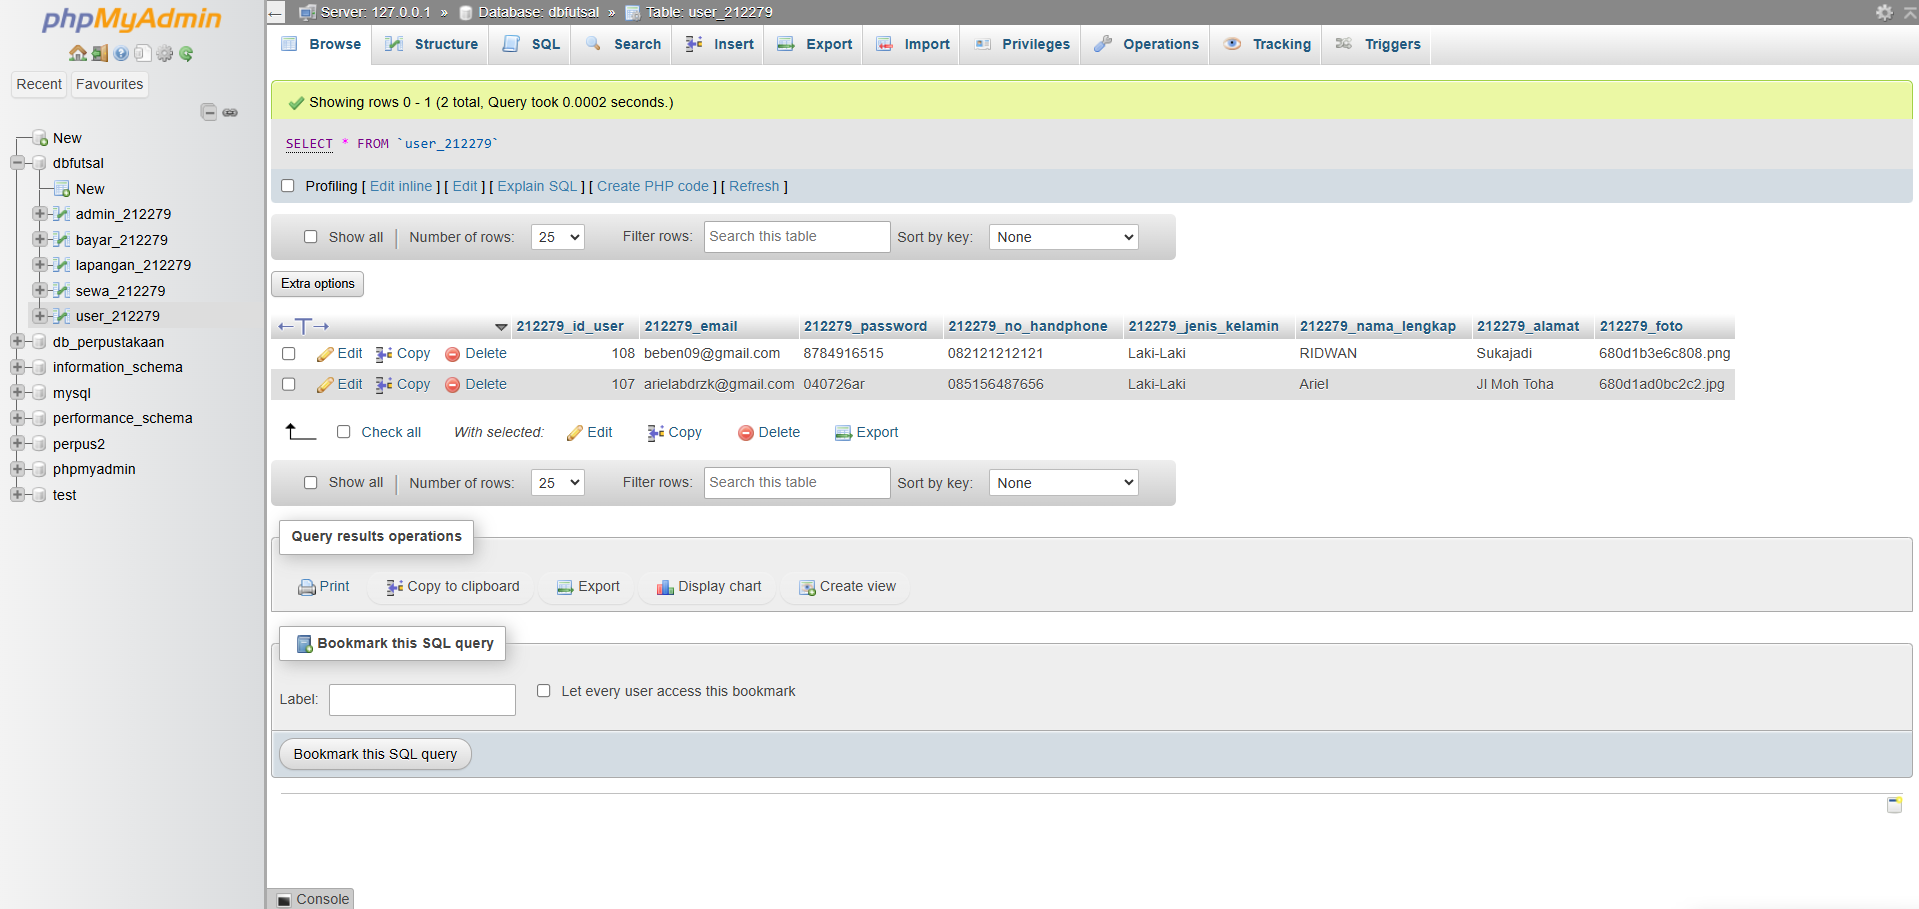 phpMyAdmin
Recent Favourites
New
dbfutsal
New
admin_212279
bayar_212279
lapangan_212279
sewa_212279
user_212279
db_perpustakaan
information_schema
mysql
performance_schema
perpus2
phpmyadmin
test
Server: 127.0.0.1 » Database: dbfutsal » Table: user_212279
Browse Structure SQL Search Insert Export Import Privileges Operations Tracking Triggers
Showing rows 0 - 1 (2 total, Query took 0.0002 seconds.)
SELECT * FROM `user_212279`
Profiling [ Edit inline ] [ Edit ] [ Explain SQL ] [ Create PHP code ] [ Refresh ]
Show all | Number of rows: 25 Filter rows: Search this table Sort by key: None
Extra options
212279_id_user 212279_email 212279_password 212279_no_handphone 212279_jenis_kelamin 212279_nama_lengkap 212279_alamat 212279_foto
Edit Copy Delete 108 beben09@gmail.com 8784916515 082121212121 Laki-Laki RIDWAN Sukajadi 680d1b3e6c808.png
Edit Copy Delete 107 arielabdrzk@gmail.com 040726ar 085156487656 Laki-Laki Ariel Jl Moh Toha 680d1ad0bc2c2.jpg
Check all With selected: Edit Copy Delete Export
Show all | Number of rows: 25 Filter rows: Search this table Sort by key: None
Query results operations
Print Copy to clipboard Export Display chart Create view
Bookmark this SQL query
Label: Let every user access this bookmark
Bookmark this SQL query
Console